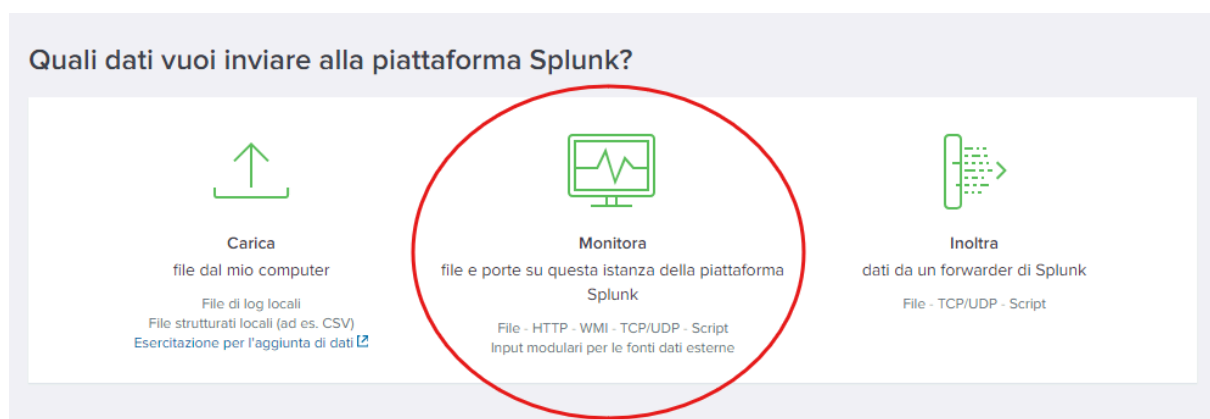 Quali dati vuoi inviare alla piattaforma Splunk?
Carica
file dal mio computer
File di log locali
File strutturati locali (ad es. CSV)
Esercitazione per l'aggiunta di dati
Monitora
file e porte su questa istanza della piattaforma
Splunk
File - HTTP - WMI - TCP/UDP - Script
Input modulari per le fonti dati esterne
Inoltra
dati da un forwarder di Splunk
File - TCP/UDP - Script